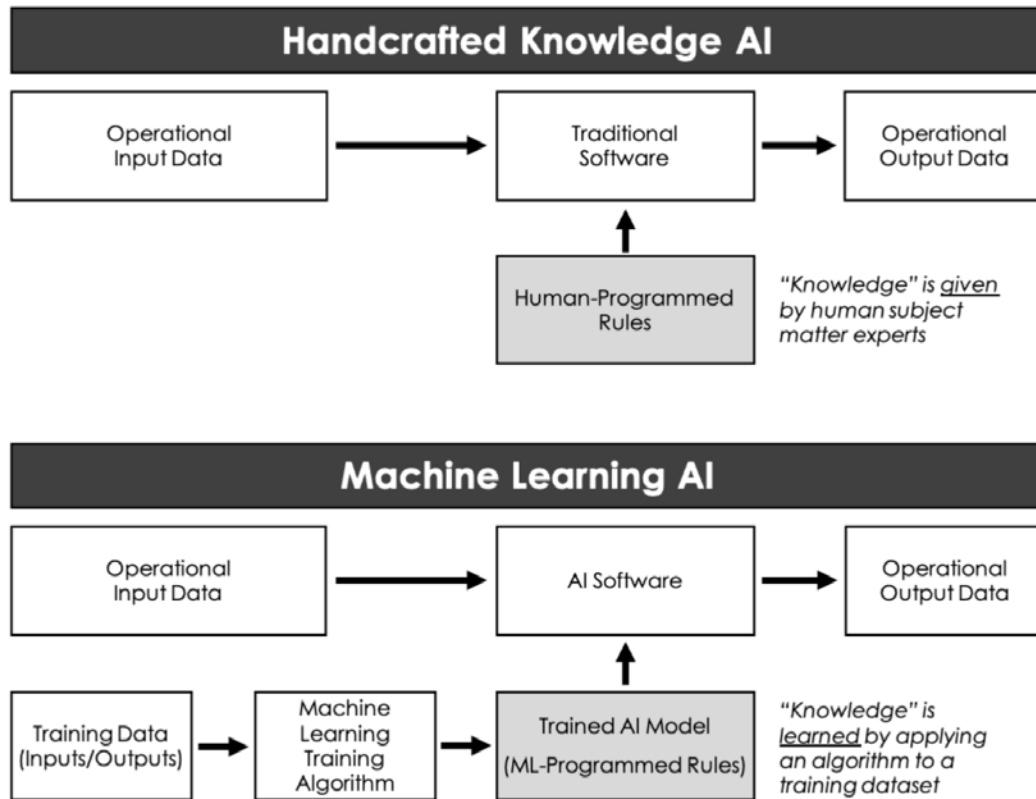 Handcrafted Knowledge AI
Operational
Input Data
Traditional
Software
Operational
Output Data
Human-Programmed
Rules
“Knowledge” is given
by human subject
matter experts
Machine Learning AI
Operational
Input Data
AI Software
Operational
Output Data
Training Data
(Inputs/Outputs)
Machine
Learning
Training
Algorithm
Trained AI Model
(ML-Programmed Rules)
“Knowledge” is
learned by applying
an algorithm to a
training dataset